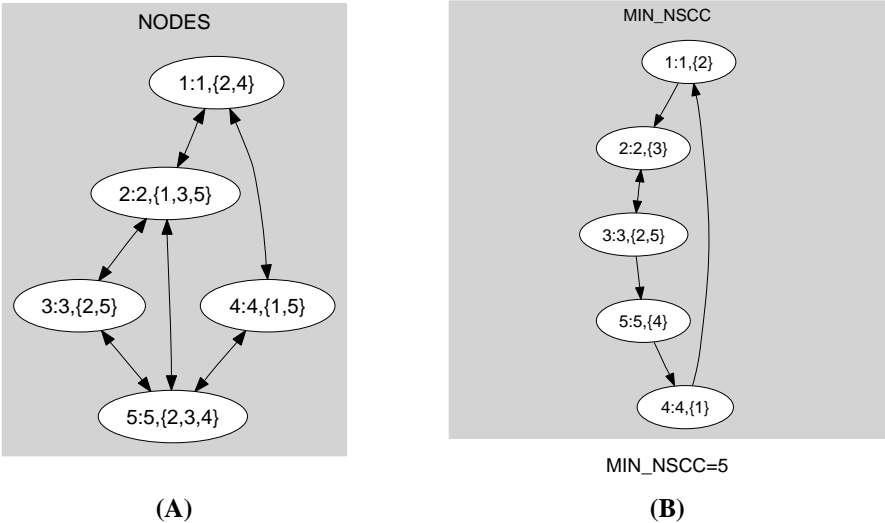 NODES
1:1,{2,4}
2:2,{1,3,5}
3:3,{2,5}
4:4,{1,5}
5:5,{2,3,4}
(A)
MIN_NSCC
1:1,{2}
2:2,{3}
3:3,{2,5}
5:5,{4}
4:4,{1}
MIN_NSCC=5
(B)